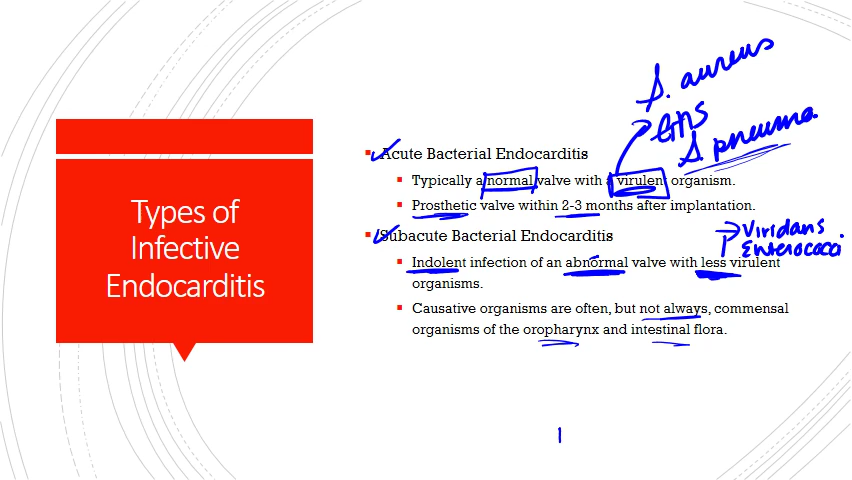 Types of
Infective
Endocarditis
S. aureus
GAS
S. pneumo.
Acute Bacterial Endocarditis
Typically a normal valve with a virulent organism.
Prosthetic valve within 2-3 months after implantation.
Subacute Bacterial Endocarditis
Viridans
Enterococci
Indolent infection of an abnormal valve with less virulent
organisms.
Causative organisms are often, but not always, commensal
organisms of the oropharynx and intestinal flora.